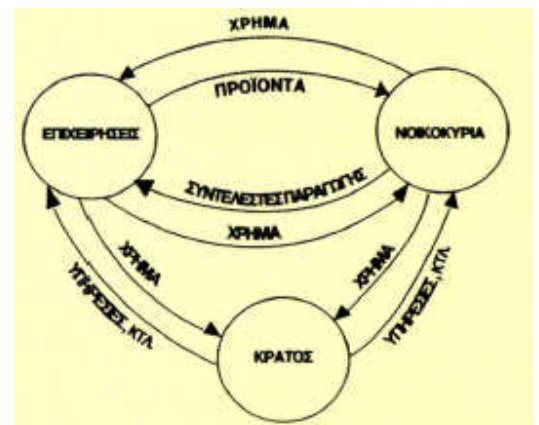 ΧΡΗΜΑ
ΠΡΟΪΟΝΤΑ
ΕΠΙΧΕΙΡΗΣΕΙΣ
ΝΟΙΚΟΚΥΡΙΑ
ΣΥΝΤΕΛΕΣΤΕΣ ΠΑΡΑΓΩΓΗΣ
ΧΡΗΜΑ
ΧΡΗΜΑ
ΧΡΗΜΑ
ΥΠΗΡΕΣΙΕΣ, ΚΤΛ.
ΥΠΗΡΕΣΙΕΣ, ΚΤΛ.
ΚΡΑΤΟΣ